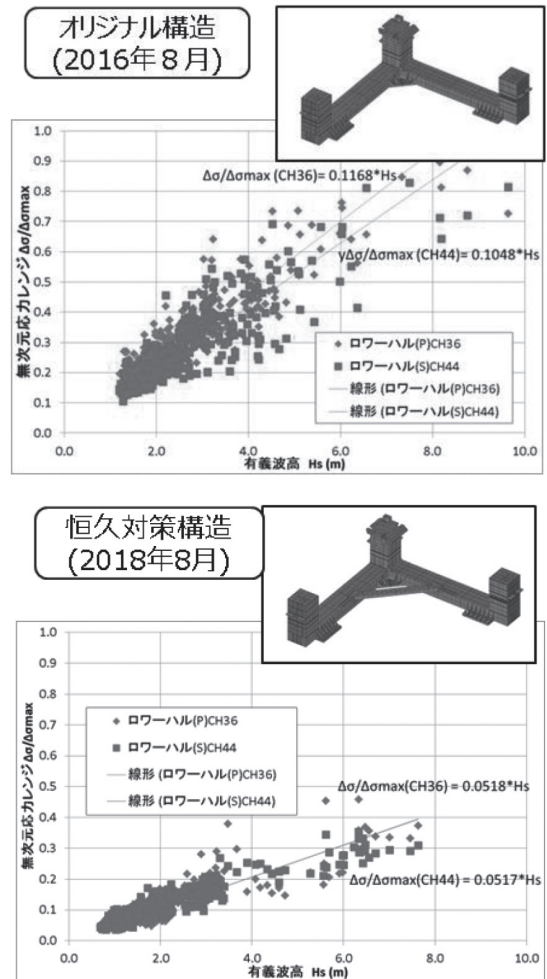 オリジナル構造
(2016年8月)
無次元応力レンジ Δσ/Δσmax
1.0
0.9
0.8
0.7
0.6
0.5
0.4
0.3
0.2
0.1
0.0
Δσ/Δσmax (CH36)= 0.1168*Hs
yΔσ/Δσmax (CH44)= 0.1048*Hs
ロワーハル(P)CH36
ロワーハル(S)CH44
線形 (ロワーハル(P)CH36)
線形 (ロワーハル(S)CH44)
0.0 2.0 4.0 6.0 8.0 10.0
有義波高 Hs (m)
恒久対策構造
(2018年8月)
無次元応力レンジ Δσ/Δσmax
1.0
0.9
0.8
0.7
0.6
0.5
0.4
0.3
0.2
0.1
0.0
ロワーハル(P)CH36
ロワーハル(S)CH44
線形 (ロワーハル(P)CH36)
線形 (ロワーハル(S)CH44)
Δσ/Δσmax(CH36) = 0.0518*Hs
Δσ/Δσmax(CH44) = 0.0517*Hs
0.0 2.0 4.0 6.0 8.0 10.0
有義波高 Hs (m)